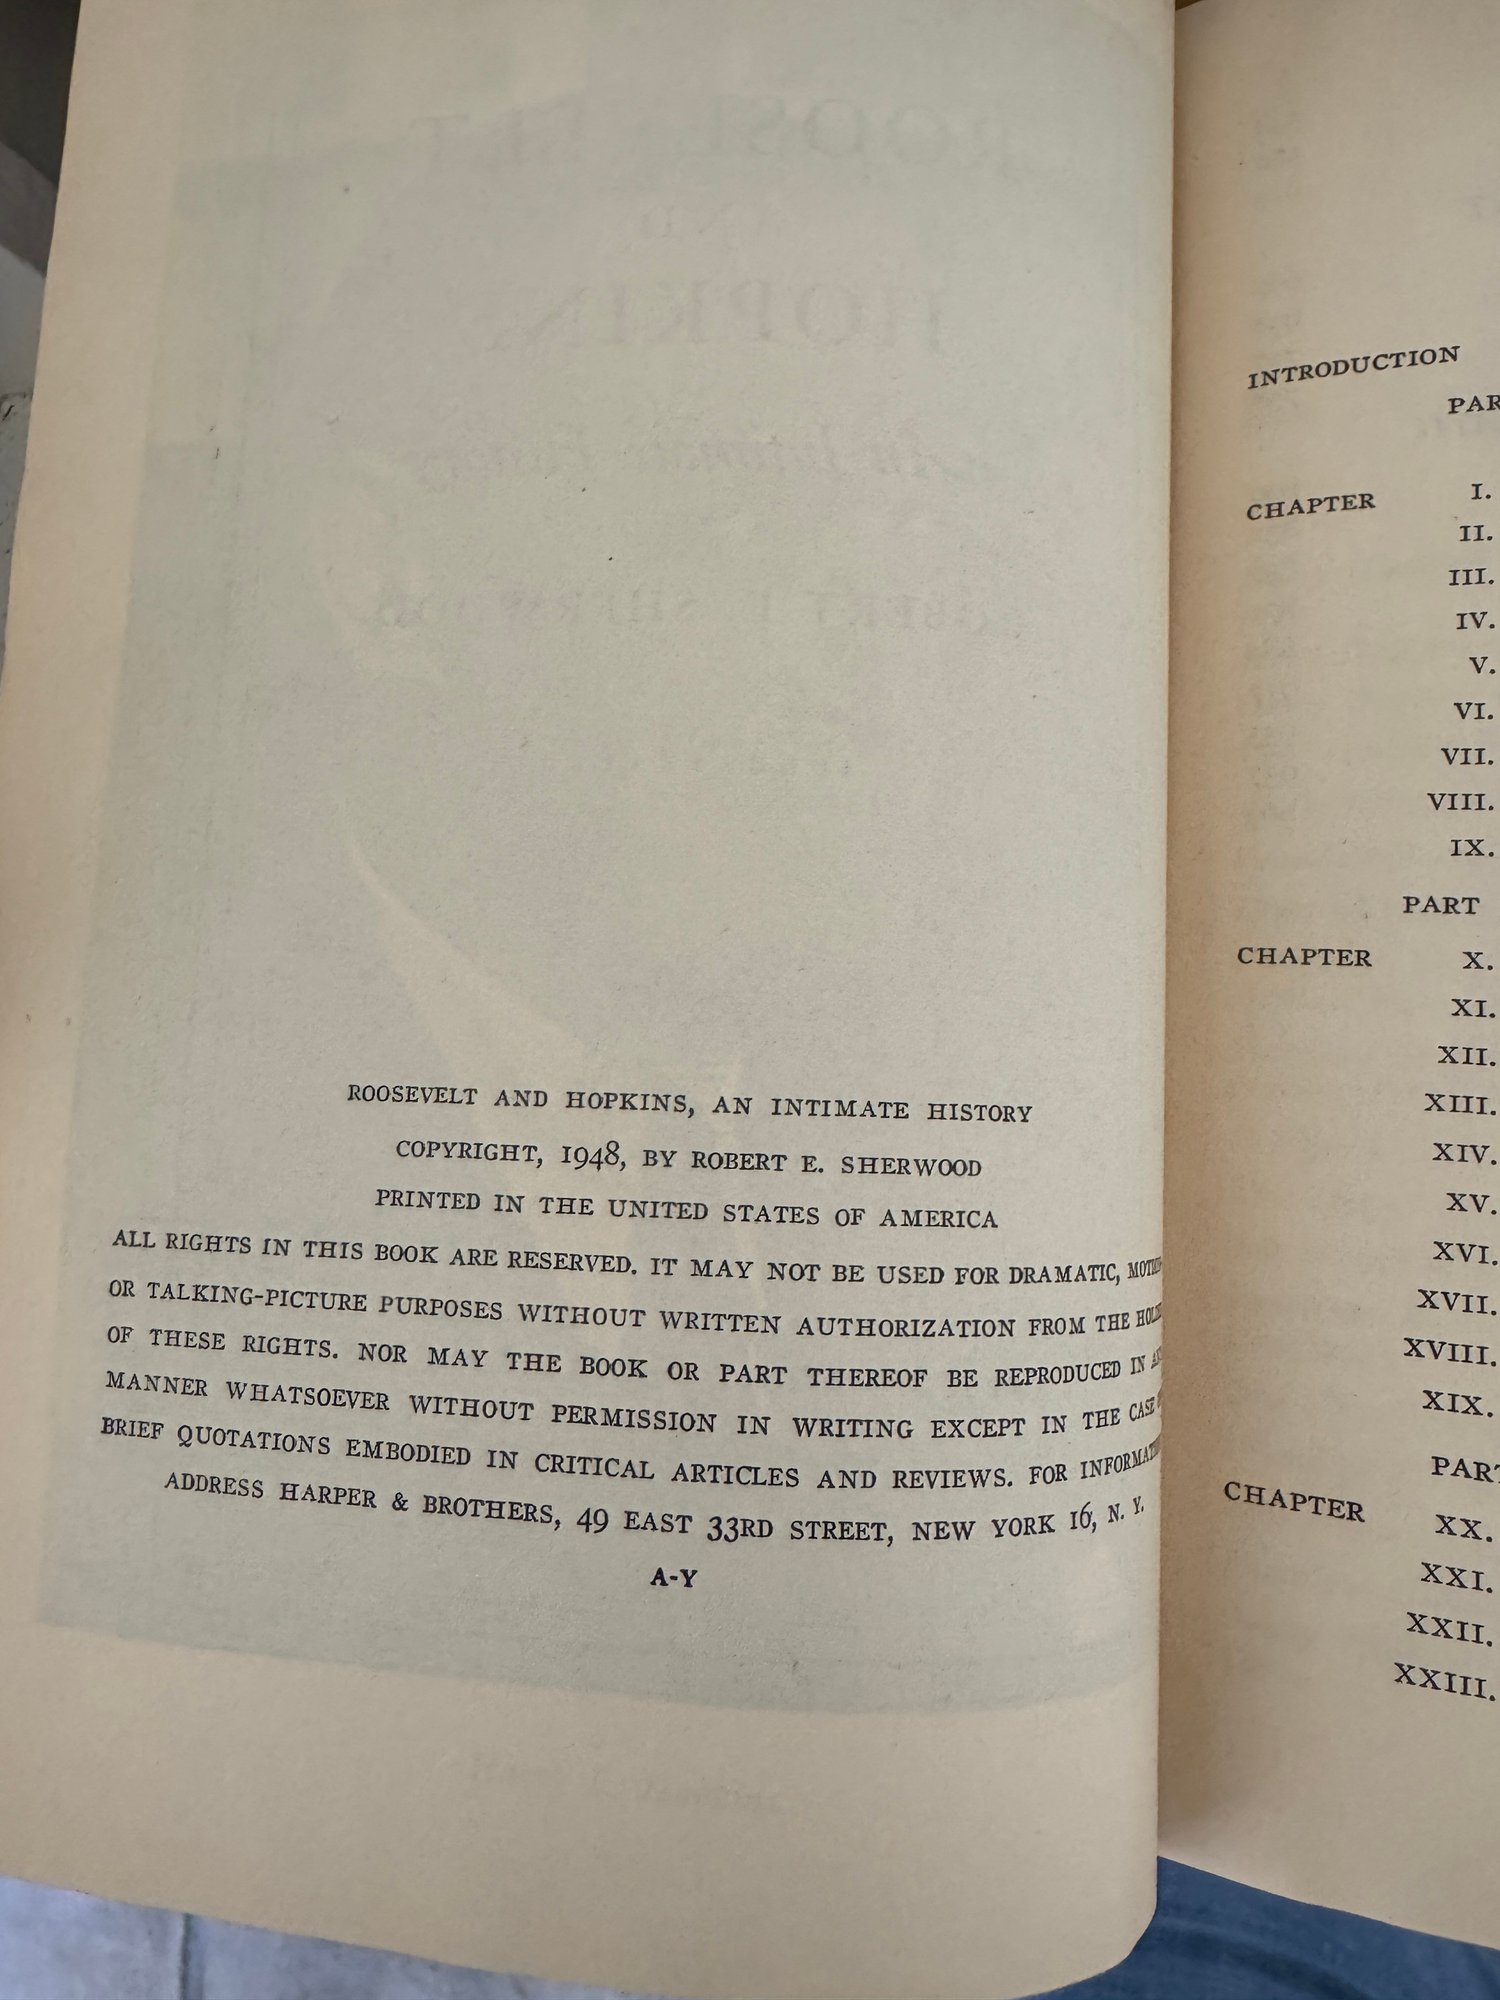 ROOSEVELT AND HOPKINS, AN INTIMATE HISTORY
COPYRIGHT, 1948, BY ROBERT E. SHERWOOD
PRINTED IN THE UNITED STATES OF AMERICA
ALL RIGHTS IN THIS BOOK ARE RESERVED. IT MAY NOT BE USED FOR DRAMATIC,
OR TALKING-PICTURE PURPOSES WITHOUT WRITTEN AUTHORIZATION FROM THE
OF THESE RIGHTS. NOR MAY THE BOOK OR PART THEREOF BE REPRODUCED IN
MANNER WHATSOEVER WITHOUT PERMISSION IN WRITING EXCEPT IN THE CASE
BRIEF QUOTATIONS EMBODIED IN CRITICAL ARTICLES AND REVIEWS. FOR
ADDRESS HARPER & BROTHERS, 49 EAST 33RD STREET, NEW YORK 16, N. Y.
A-Y
INTRODUCTION
CHAPTER I.
II.
III.
IV.
V.
VI.
VII.
VIII.
IX.
PART
CHAPTER X.
XI.
XII.
XIII.
XIV.
XV.
XVI.
XVII.
XVIII.
XIX.
PART
CHAPTER XX.
XXI.
XXII.
XXIII.